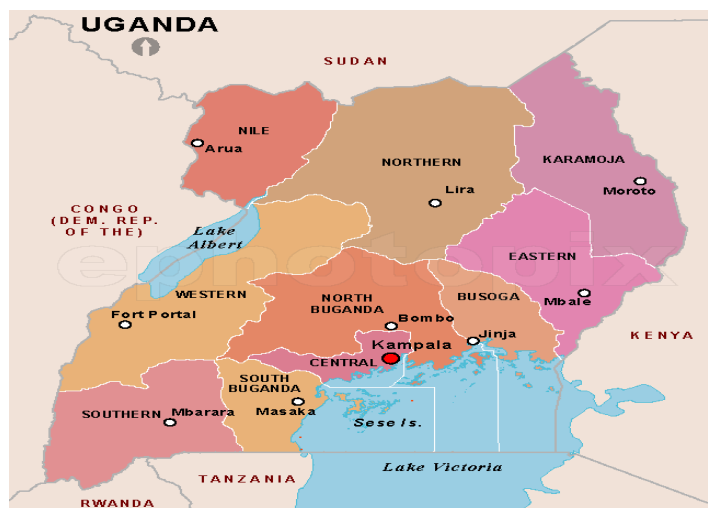 UGANDA
SUDAN
NILE
Arua
NORTHERN
Lira
KARAMOJA
Moroto
CONGO
(DEM. REP.
OF THE)
Lake
Albert
EASTERN
Mbale
ephotopix
WESTERN
Fort Portal
NORTH
BUGANDA
Bombo
BUSOGA
Jinja
KENYA
Kampala
CENTRAL
SOUTH
BUGANDA
Masaka
SOUTHERN
Mbarara
Sese Is.
Lake Victoria
TANZANIA
RWANDA